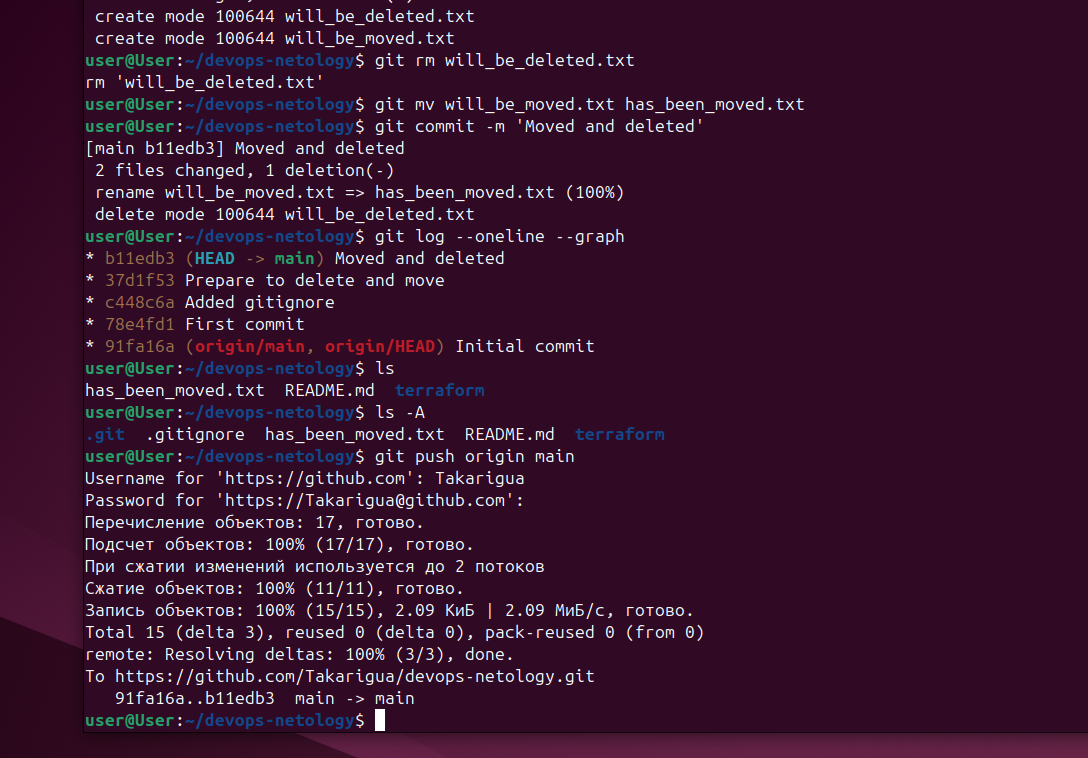 create mode 100644 will_be_deleted.txt
create mode 100644 will_be_moved.txt
user@User:~/devops-netology$ git rm will_be_deleted.txt
rm 'will_be_deleted.txt'
user@User:~/devops-netology$ git mv will_be_moved.txt has_been_moved.txt
user@User:~/devops-netology$ git commit -m 'Moved and deleted'
[main b11edb3] Moved and deleted
2 files changed, 1 deletion(-)
rename will_be_moved.txt => has_been_moved.txt (100%)
delete mode 100644 will_be_deleted.txt
user@User:~/devops-netology$ git log --oneline --graph
* b11edb3 (HEAD -> main) Moved and deleted
* 37d1f53 Prepare to delete and move
* c448c6a Added gitignore
* 78e4fd1 First commit
* 91fa16a (origin/main, origin/HEAD) Initial commit
user@User:~/devops-netology$ ls
has_been_moved.txt README.md terraform
user@User:~/devops-netology$ ls -A
.git .gitignore has_been_moved.txt README.md terraform
user@User:~/devops-netology$ git push origin main
Username for 'https://github.com': Takarigua
Password for 'https://Takarigua@github.com':
Перечисление объектов: 17, готово.
Подсчет объектов: 100% (17/17), готово.
При сжатии изменений используется до 2 потоков
Сжатие объектов: 100% (11/11), готово.
Запись объектов: 100% (15/15), 2.09 КиБ | 2.09 МиБ/с, готово.
Total 15 (delta 3), reused 0 (delta 0), pack-reused 0 (from 0)
remote: Resolving deltas: 100% (3/3), done.
To https://github.com/Takarigua/devops-netology.git
91fa16a..b11edb3 main -> main
user@User:~/devops-netology$